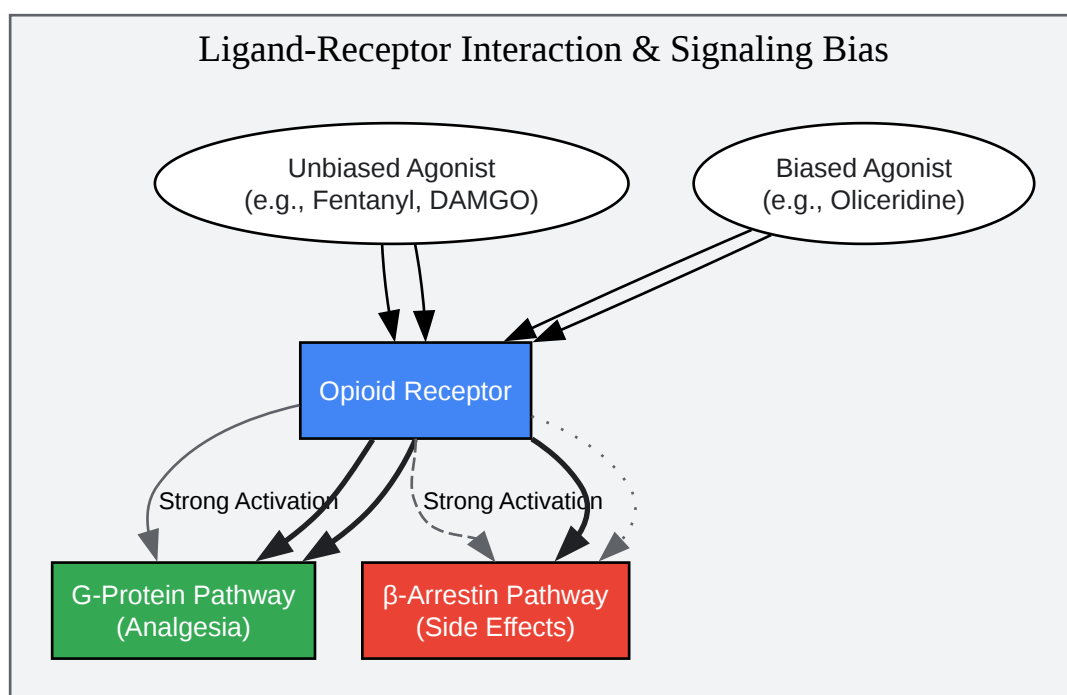 Ligand-Receptor Interaction & Signaling Bias
Unbiased Agonist
(e.g., Fentanyl, DAMGO)
Biased Agonist
(e.g., Oliceridine)
Opioid Receptor
Strong Activation
Strong Activation
G-Protein Pathway
(Analgesia)
β-Arrestin Pathway
(Side Effects)